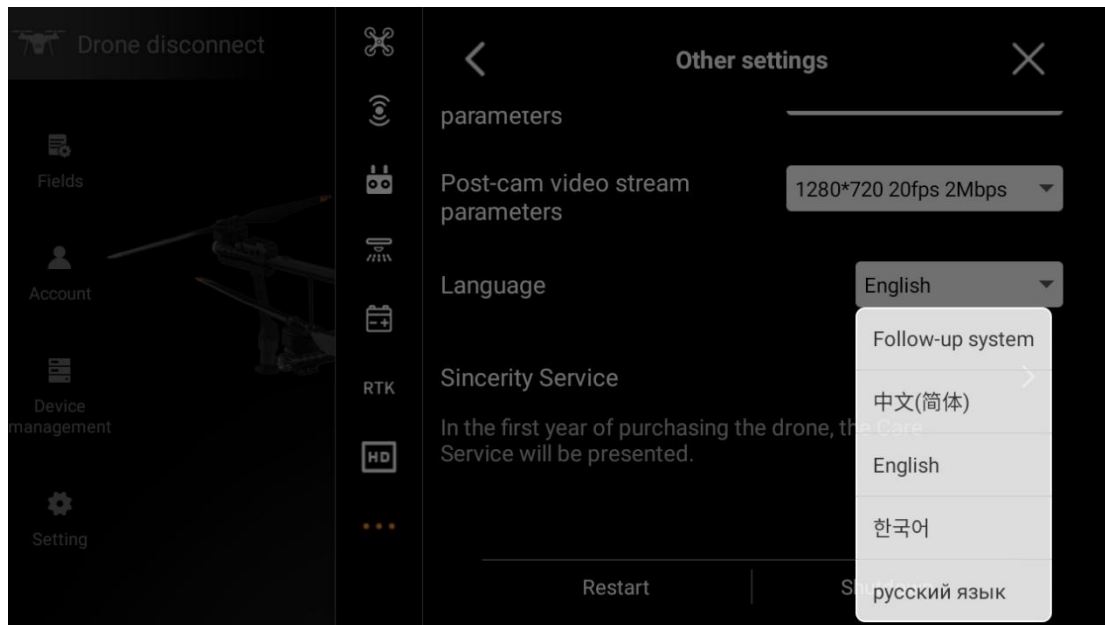 Drone disconnect
Fields
Account
Device
management
Setting
RTK
HD
Other settings
parameters
Post-cam video stream
parameters
1280*720 20fps 2Mbps
Language
English
Follow-up system
中文(简体)
English
한국어
русский язык
Sincerity Service
In the first year of purchasing the drone, the Care
Service will be presented.
Restart